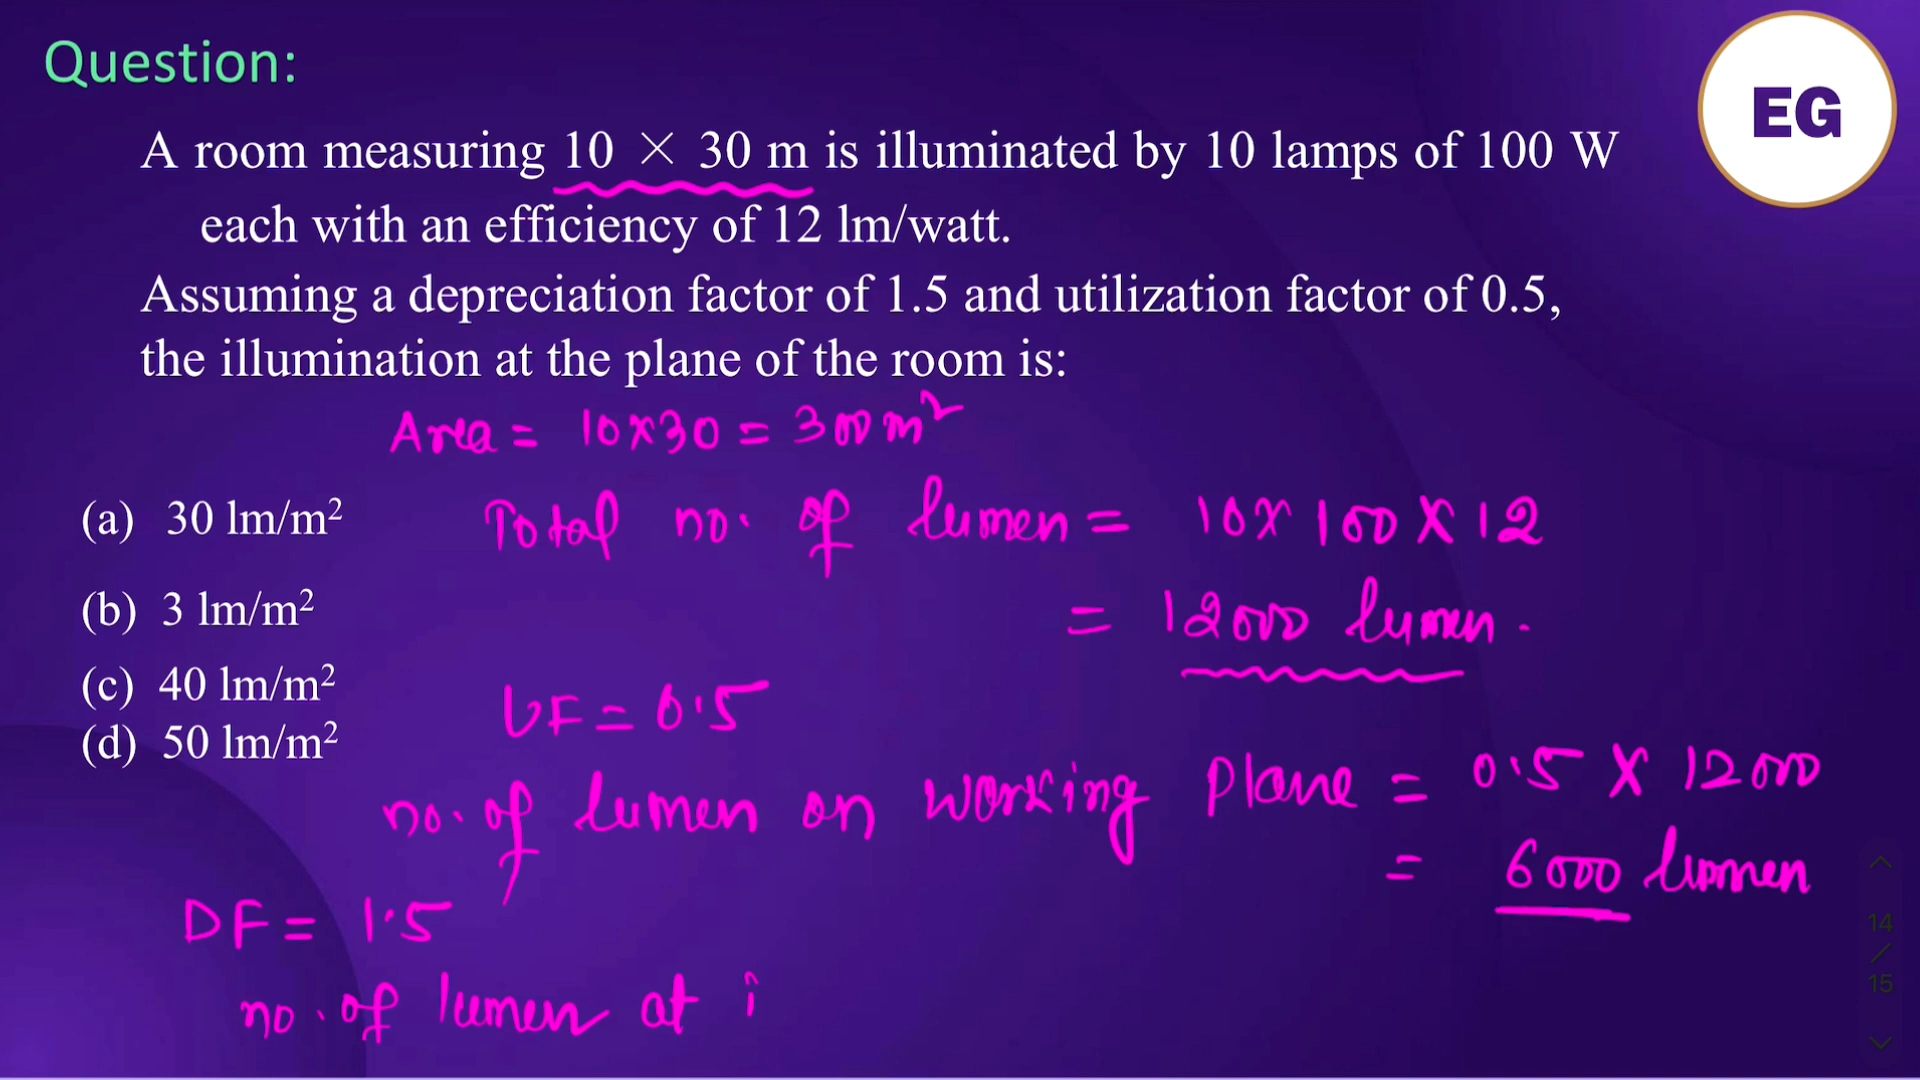 Question:
EG
A room measuring 10 × 30 m is illuminated by 10 lamps of 100 W
each with an efficiency of 12 lm/watt.
Assuming a depreciation factor of 1.5 and utilization factor of 0.5,
the illumination at the plane of the room is:
Area = 10×30 = 300 m²
(a) 30 lm/m²
Total no. of lumen = 10 × 100 × 12
(b) 3 lm/m²
= 12000 lumen.
(c) 40 lm/m²
UF = 0.5
(d) 50 lm/m²
no. of lumen on working plane = 0.5 × 12000
= 6000 lumen
DF = 1.5
no. of lumen at i
14
/
15